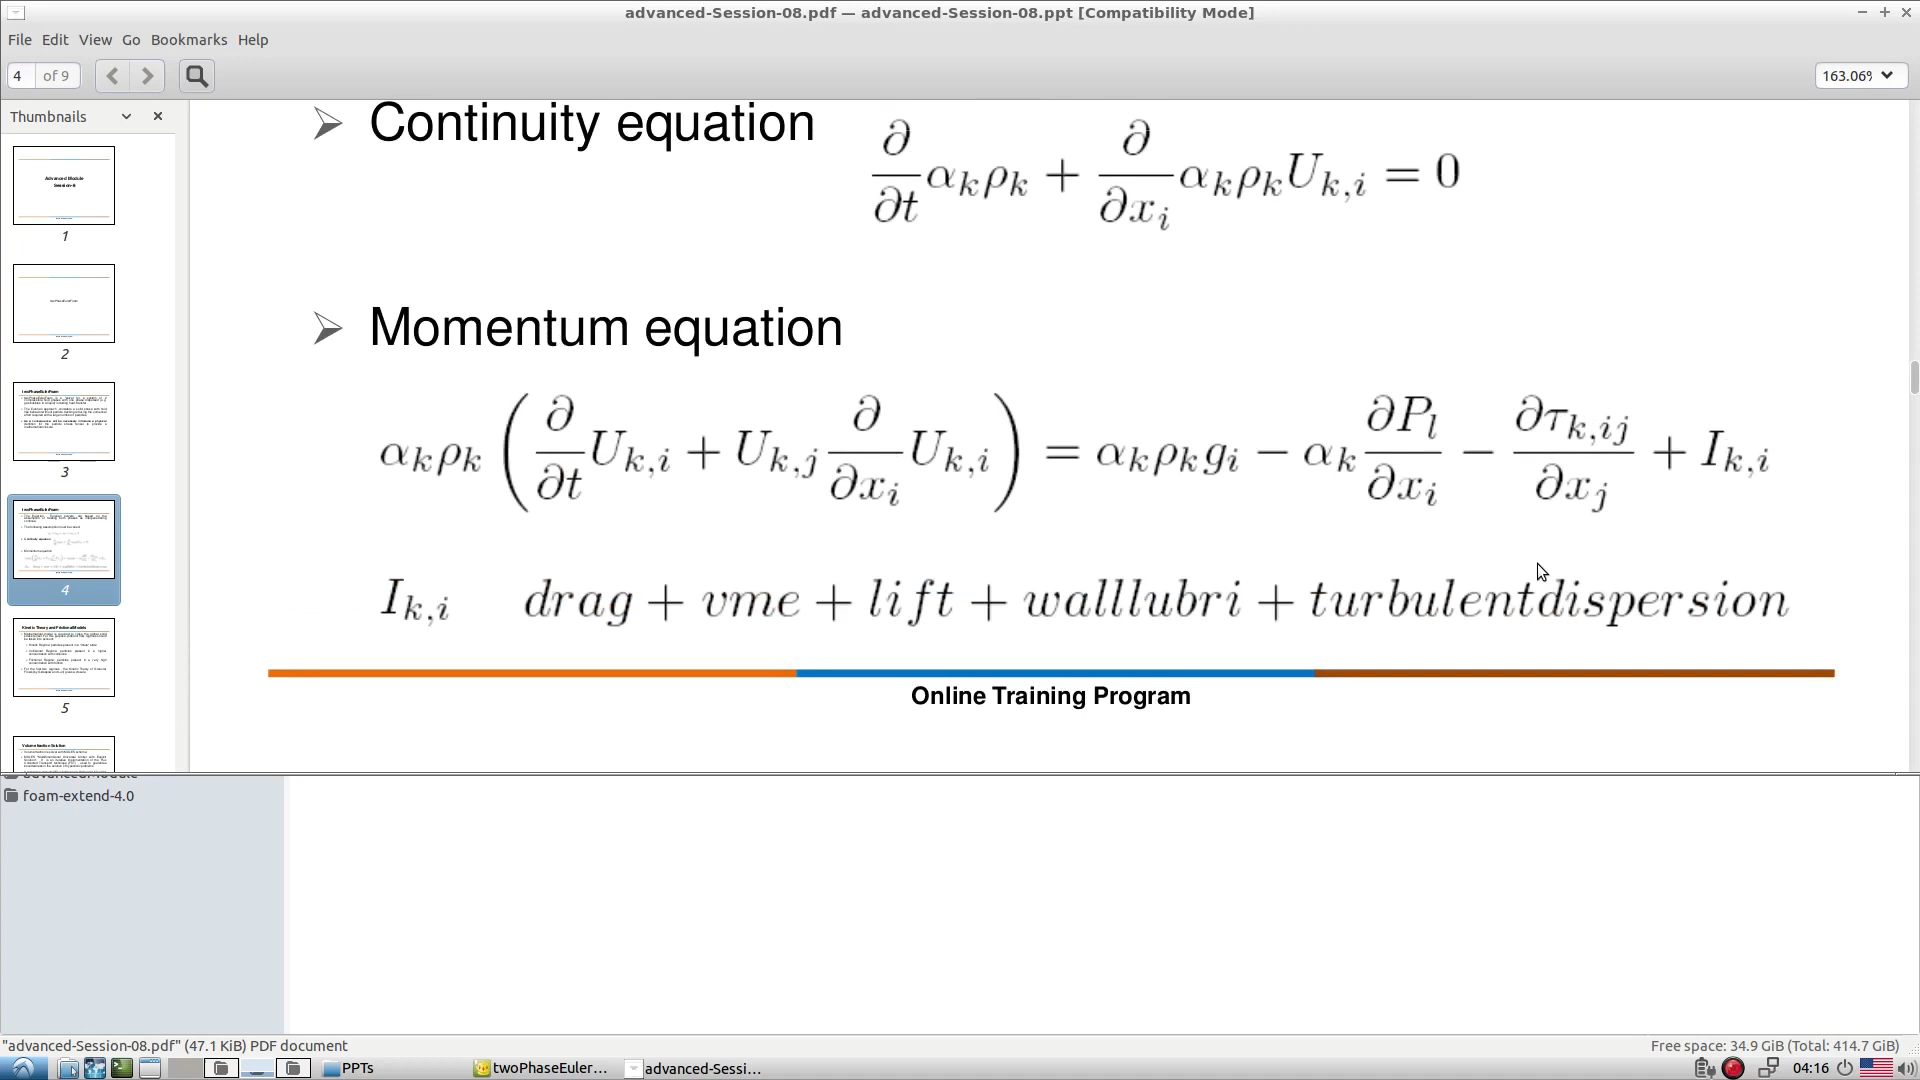 advanced-Session-08.pdf — advanced-Session-08.ppt [Compatibility Mode]
File Edit View Go Bookmarks Help
4 of 9
163.06%
Thumbnails
1
2
3
4
5
Continuity equation
∂/∂t α_k ρ_k + ∂/∂x_i α_k ρ_k U_{k,i} = 0
Momentum equation
α_k ρ_k ( ∂/∂t U_{k,i} + U_{k,j} ∂/∂x_i U_{k,i} ) = α_k ρ_k g_i − α_k ∂P_l/∂x_i − ∂τ_{k,ij}/∂x_j + I_{k,i}
I_{k,i} drag + vme + lift + walllubri + turbulentdispersion
Online Training Program
foam-extend-4.0
"advanced-Session-08.pdf" (47.1 KiB) PDF document
Free space: 34.9 GiB (Total: 414.7 GiB)
PPTs
twoPhaseEuler...
advanced-Sessi...
04:16